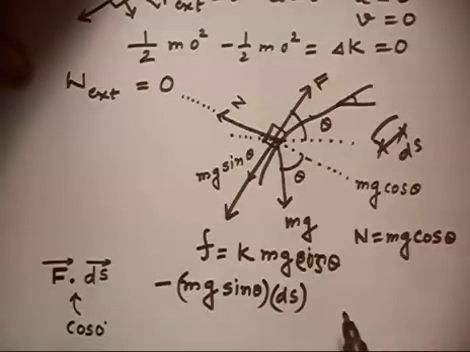 v = 0
1/2 mo² - 1/2 mo² = ΔK = 0
Wext = 0
N
F
θ
ds
mg sinθ
θ
mg cosθ
mg
N = mg cosθ
f = k mg cosθ
F⃗ . ds⃗
- (mg sinθ)(ds)
cos0°